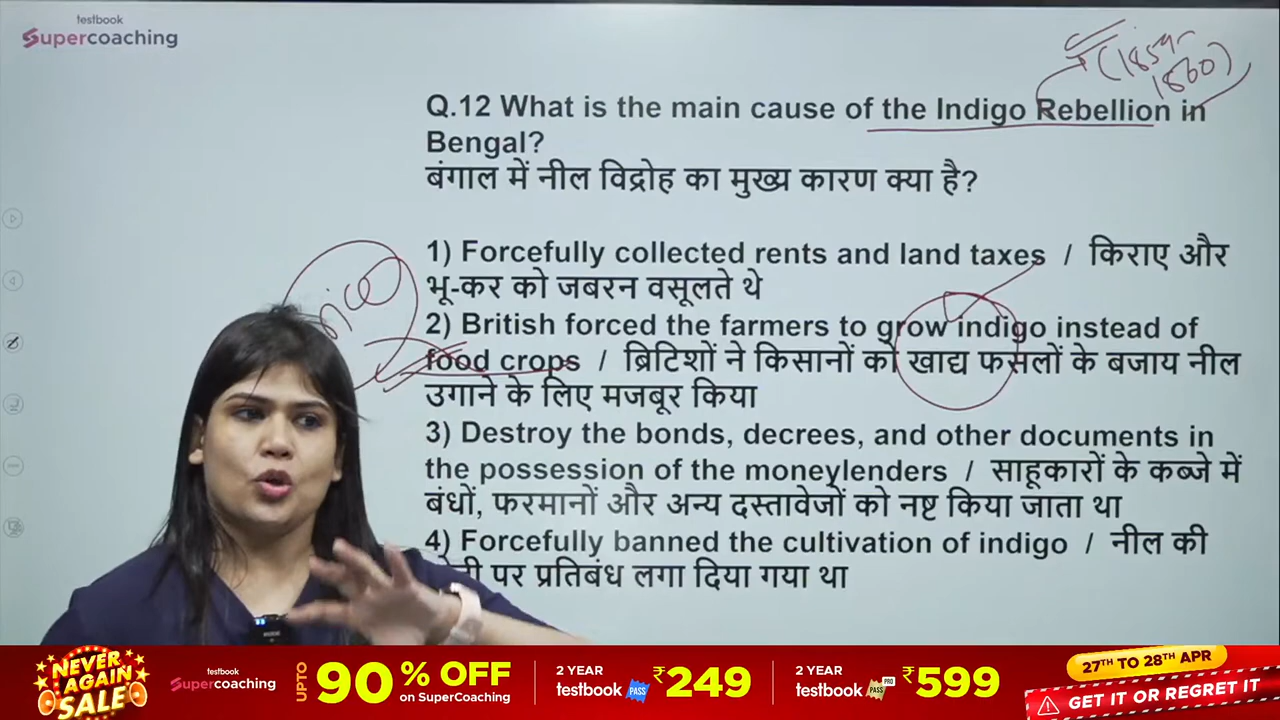 testbook
Supercoaching
(1859-
1860)
Q.12 What is the main cause of the Indigo Rebellion in
Bengal?
बंगाल में नील विद्रोह का मुख्य कारण क्या है?
1) Forcefully collected rents and land taxes / किराए और
भू-कर को जबरन वसूलते थे
rice
2) British forced the farmers to grow indigo instead of
food crops / ब्रिटिशों ने किसानों को खाद्य फसलों के बजाय नील
उगाने के लिए मजबूर किया
3) Destroy the bonds, decrees, and other documents in
the possession of the moneylenders / साहूकारों के कब्जे में
बंधों, फरमानों और अन्य दस्तावेजों को नष्ट किया जाता था
4) Forcefully banned the cultivation of indigo / नील की
पर प्रतिबंध लगा दिया गया था
NEVER AGAIN SALE
testbook
Supercoaching
UPTO 90% OFF
on SuperCoaching
2 YEAR
testbook PASS ₹249
2 YEAR
testbook PASS PRO ₹599
27TH TO 28TH APR
GET IT OR REGRET IT